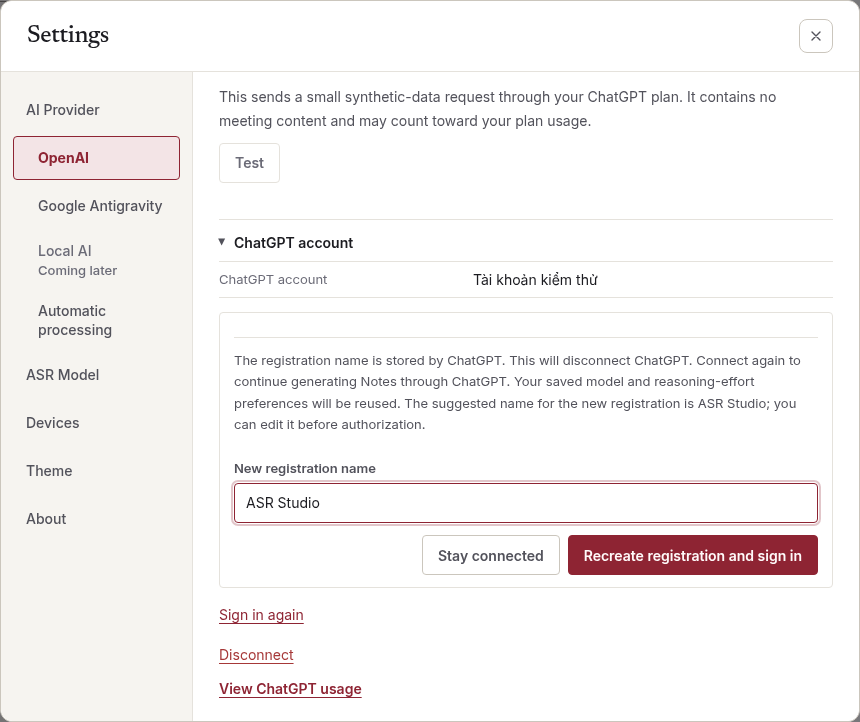 Settings
AI Provider
OpenAI
Google Antigravity
Local AI
Coming later
Automatic
processing
ASR Model
Devices
Theme
About
This sends a small synthetic-data request through your ChatGPT plan. It contains no
meeting content and may count toward your plan usage.
Test
ChatGPT account
ChatGPT account Tài khoản kiểm thử
The registration name is stored by ChatGPT. This will disconnect ChatGPT. Connect again to
continue generating Notes through ChatGPT. Your saved model and reasoning-effort
preferences will be reused. The suggested name for the new registration is ASR Studio; you
can edit it before authorization.
New registration name
ASR Studio
Stay connected Recreate registration and sign in
Sign in again
Disconnect
View ChatGPT usage